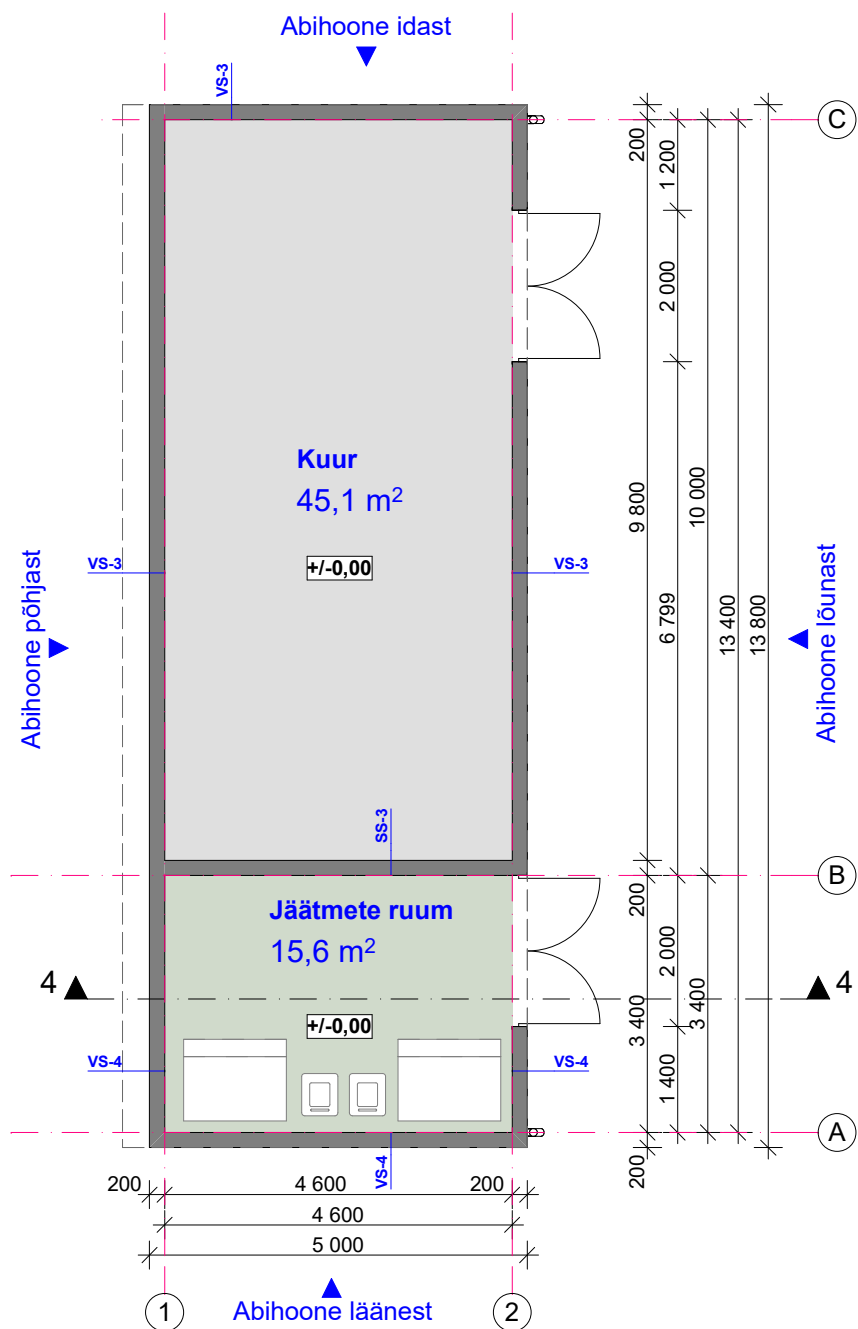 Abihoone idast
VS-3
C
200
1 200
2 000
Kuur
45,1 m²
+/-0,00
9 800
10 000
6 799
13 400
13 800
VS-3
VS-3
Abihoone põhjast
Abihoone lõunast
SS-3
B
Jäätmete ruum
15,6 m²
200
2 000
4
4
+/-0,00
3 400
3 400
VS-4
VS-4
1 400
A
VS-4
200
200
4 600
200
4 600
5 000
1
2
Abihoone läänest